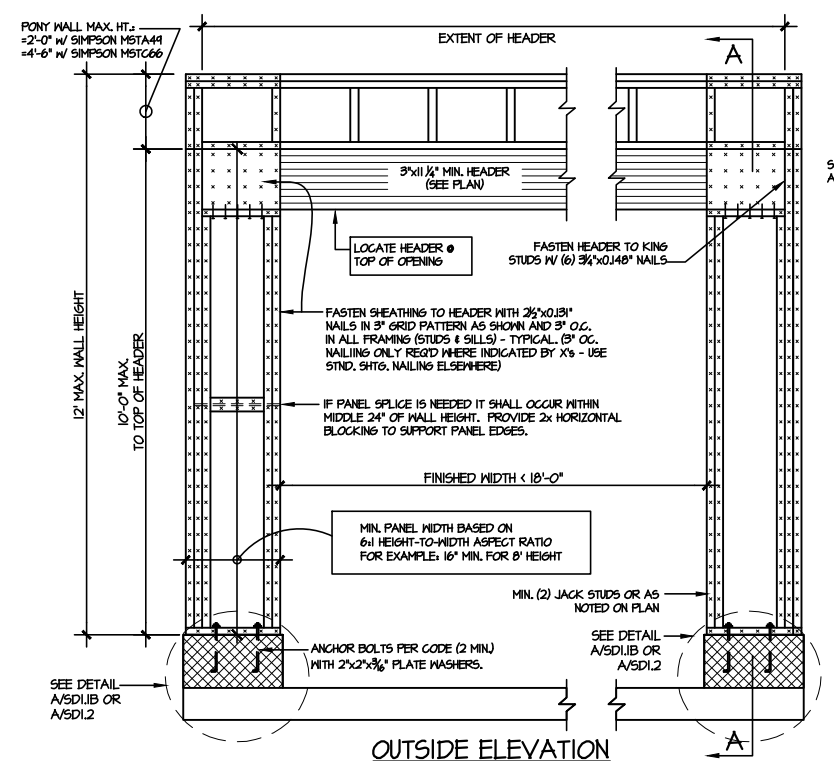 PONY WALL MAX. HT.:
=2'-0" W/ SIMPSON MSTA49
=4'-6" W/ SIMPSON MSTC66
EXTENT OF HEADER
A
3"x11 1/4" MIN. HEADER
(SEE PLAN)
LOCATE HEADER @
TOP OF OPENING
FASTEN HEADER TO KING
STUDS W/ (6) 3 1/4"x0.148" NAILS
12' MAX. WALL HEIGHT
10'-0" MAX.
TO TOP OF HEADER
FASTEN SHEATHING TO HEADER WITH 2 1/2"x0.131"
NAILS IN 3" GRID PATTERN AS SHOWN AND 3" O.C.
IN ALL FRAMING (STUDS & SILLS) - TYPICAL. (3" OC.
NAILIING ONLY REQ'D WHERE INDICATED BY X's - USE
STND. SHTG. NAILING ELSEWHERE)
IF PANEL SPLICE IS NEEDED IT SHALL OCCUR WITHIN
MIDDLE 24" OF WALL HEIGHT. PROVIDE 2x HORIZONTAL
BLOCKING TO SUPPORT PANEL EDGES.
FINISHED WIDTH < 18'-0"
MIN. PANEL WIDTH BASED ON
6:1 HEIGHT-TO-WIDTH ASPECT RATIO
FOR EXAMPLE: 16" MIN. FOR 8' HEIGHT
MIN. (2) JACK STUDS OR AS
NOTED ON PLAN
SEE DETAIL
A/SD1.1B OR
A/SD1.2
ANCHOR BOLTS PER CODE (2 MIN.)
WITH 2"x2"x3/16" PLATE WASHERS.
SEE DETAIL
A/SD1.1B OR
A/SD1.2
A
OUTSIDE ELEVATION